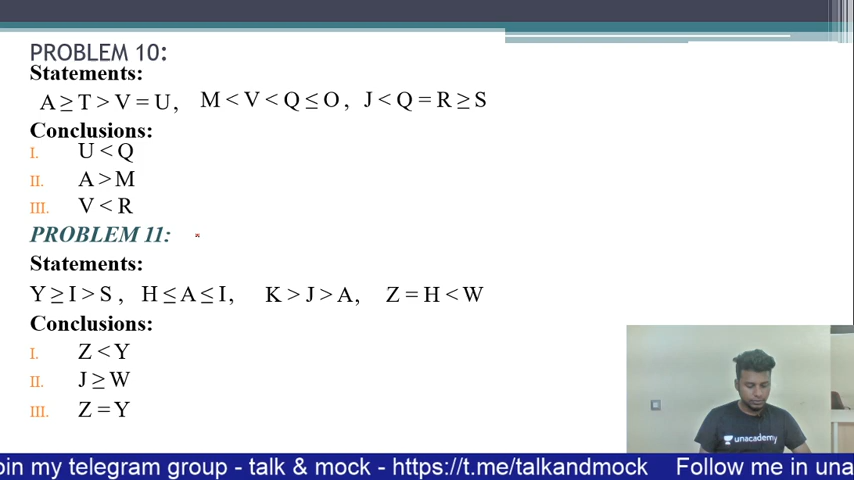 PROBLEM 10:
Statements:
A ≥ T > V = U, M < V < Q ≤ O, J < Q = R ≥ S
Conclusions:
I. U < Q
II. A > M
III. V < R
PROBLEM 11:
Statements:
Y ≥ I > S, H ≤ A ≤ I, K > J > A, Z = H < W
Conclusions:
I. Z < Y
II. J ≥ W
III. Z = Y
unacademy
oin my telegram group - talk & mock - https://t.me/talkandmock Follow me in una